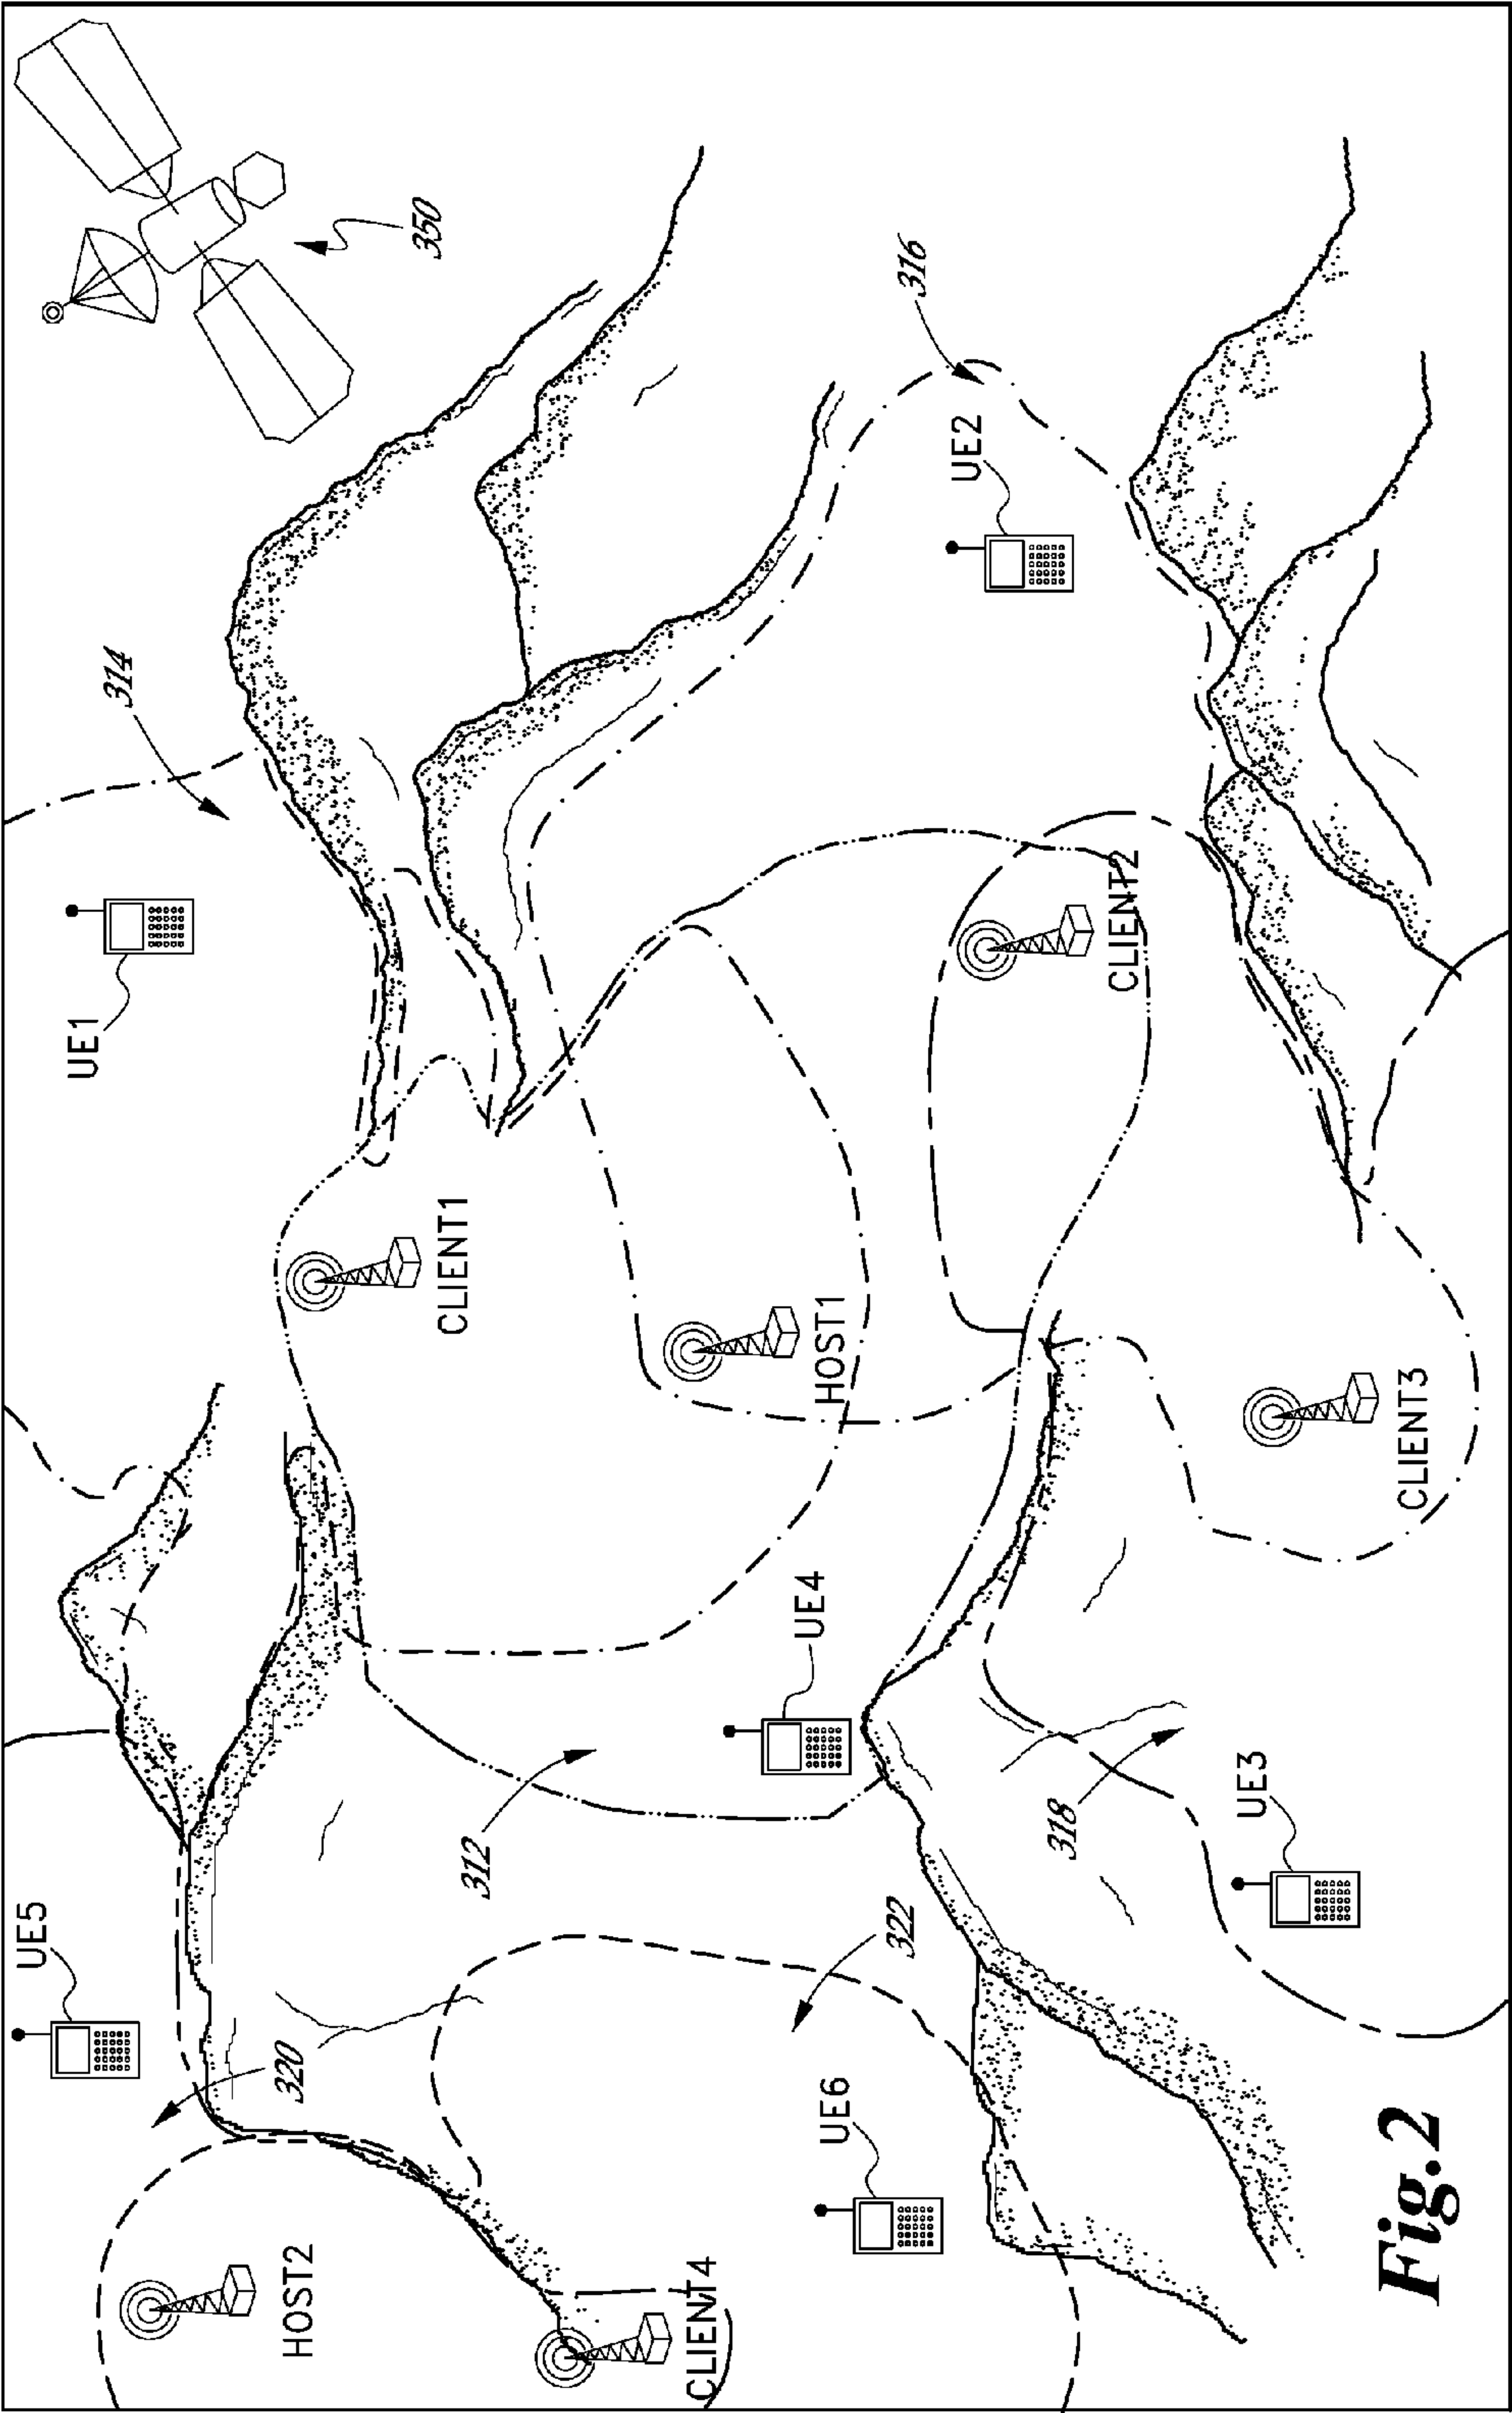 UE5
UE1
314
320
HOST2
350
CLIENT1
312
CLIENT4
UE4
HOST1
UE6
322
316
UE2
318
CLIENT2
UE3
CLIENT3
Fig.2